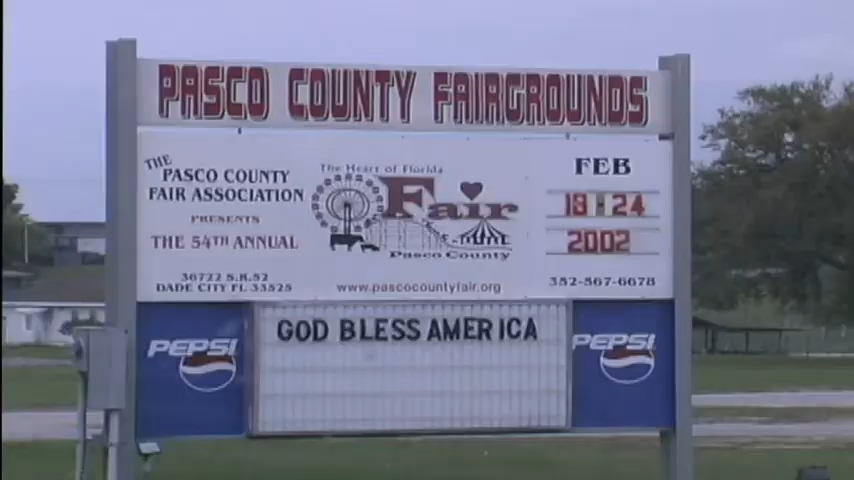 PASCO COUNTY FAIRGROUNDS
THE
PASCO COUNTY
FAIR ASSOCIATION
PRESENTS
THE 54TH ANNUAL
36722 S.R.52
DADE CITY FL 33525
The Heart of Florida
Fair
Pasco County
www.pascocountyfair.org
FEB
18-24
2002
352-567-6678
PEPSI
GOD BLESS AMERICA
PEPSI